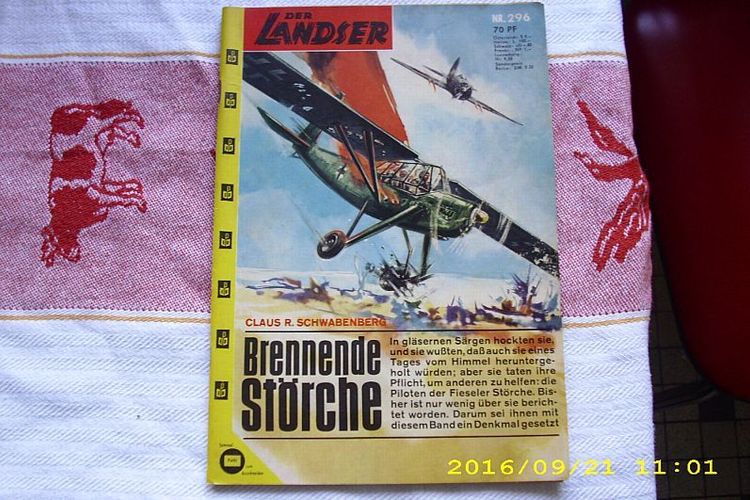 DER
LANDSER
NR. 296
70 PF
CLAUS R. SCHWABENBERG
Brennende
Störche
In gläsernen Särgen hockten sie,
und sie wußten, daß auch sie eines
Tages vom Himmel herunterge-
holt würden; aber sie taten ihre
Pflicht, um anderen zu helfen: die
Piloten der Fieseler Störche. Bis-
her ist nur wenig über sie berich-
tet worden. Darum sei ihnen mit
diesem Band ein Denkmal gesetzt
2016/09/21 11:01